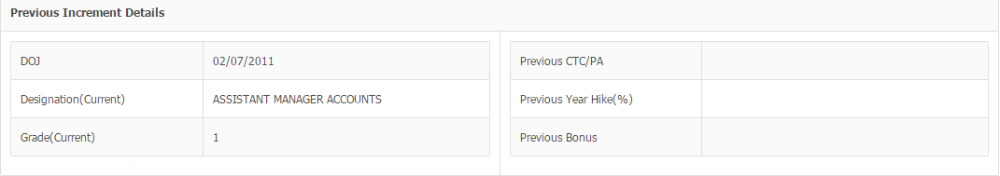 Previous Increment Details
DOJ 02/07/2011
Designation(Current) ASSISTANT MANAGER ACCOUNTS
Grade(Current) 1
Previous CTC/PA
Previous Year Hike(%)
Previous Bonus